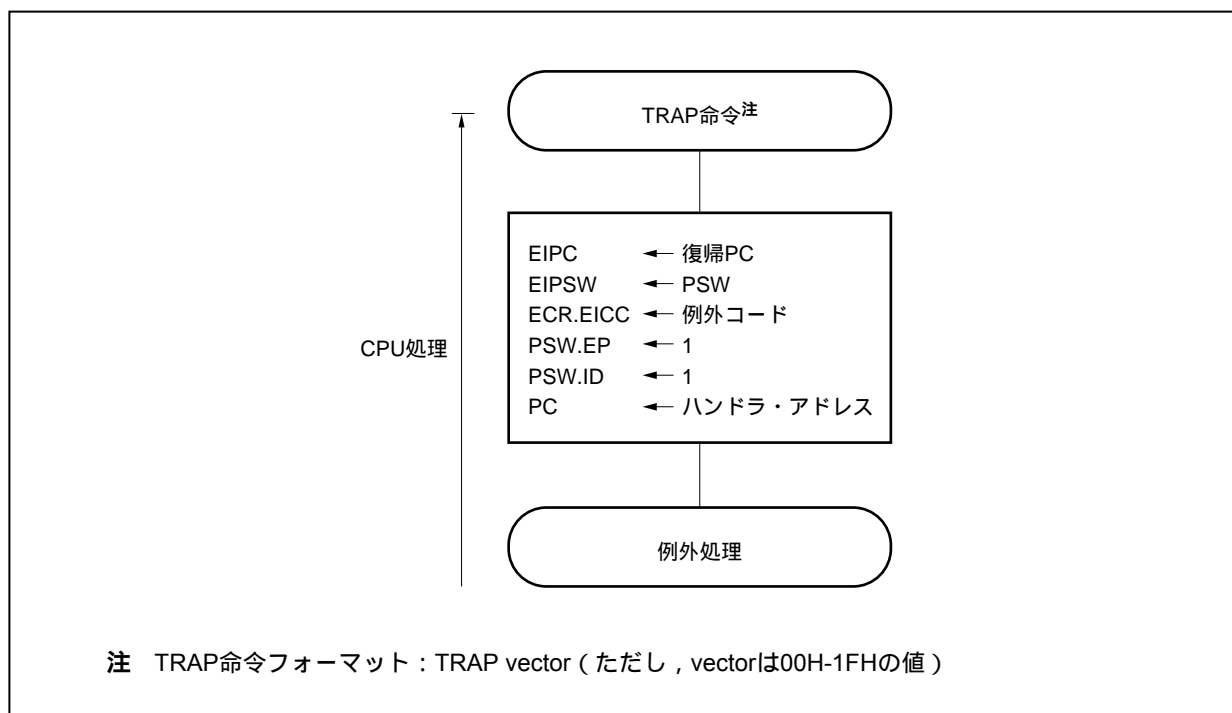 TRAP命令注
CPU処理
EIPC ← 復帰PC
EIPSW ← PSW
ECR.EICC ← 例外コード
PSW.EP ← 1
PSW.ID ← 1
PC ← ハンドラ・アドレス
例外処理
注 TRAP命令フォーマット：TRAP vector（ただし，vectorは00H-1FHの値）